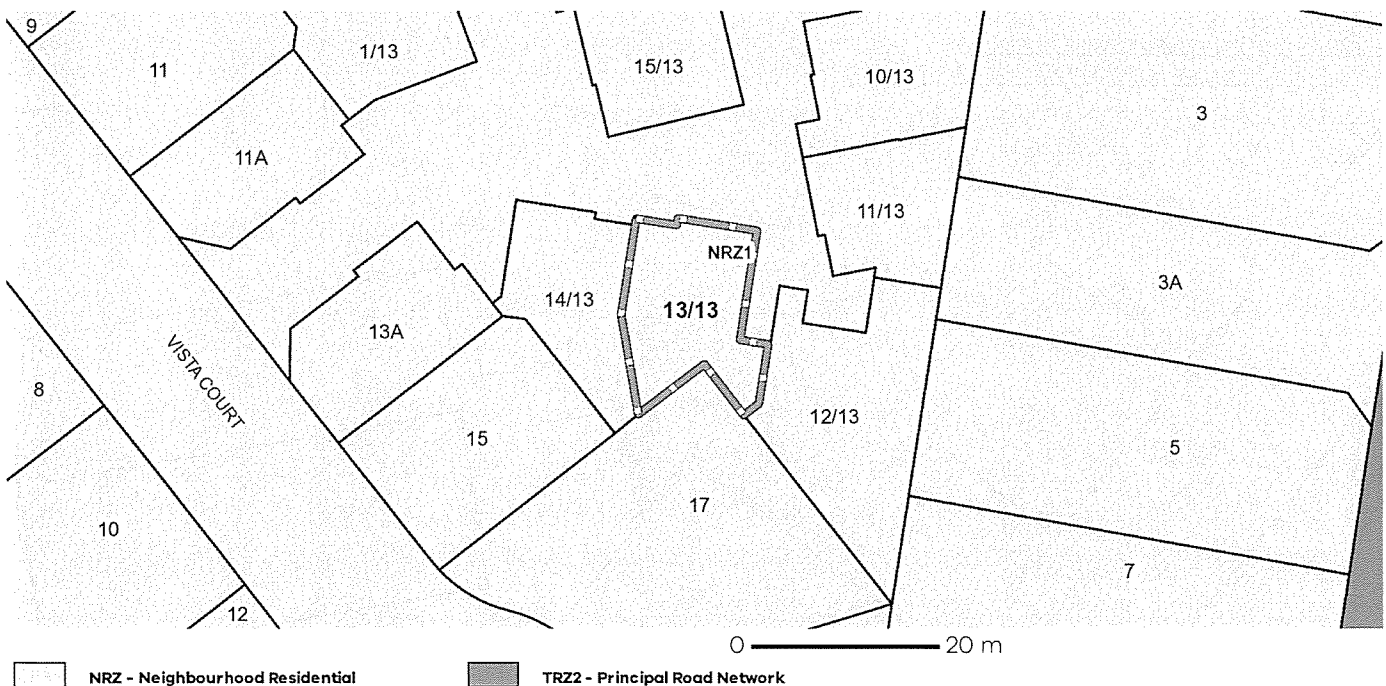 9
11
1/13
15/13
10/13
3
11A
11/13
NRZ1
3A
14/13
13/13
13A
VISTA COURT
8
12/13
15
5
17
10
7
12
0 20 m
NRZ - Neighbourhood Residential
TRZ2 - Principal Road Network